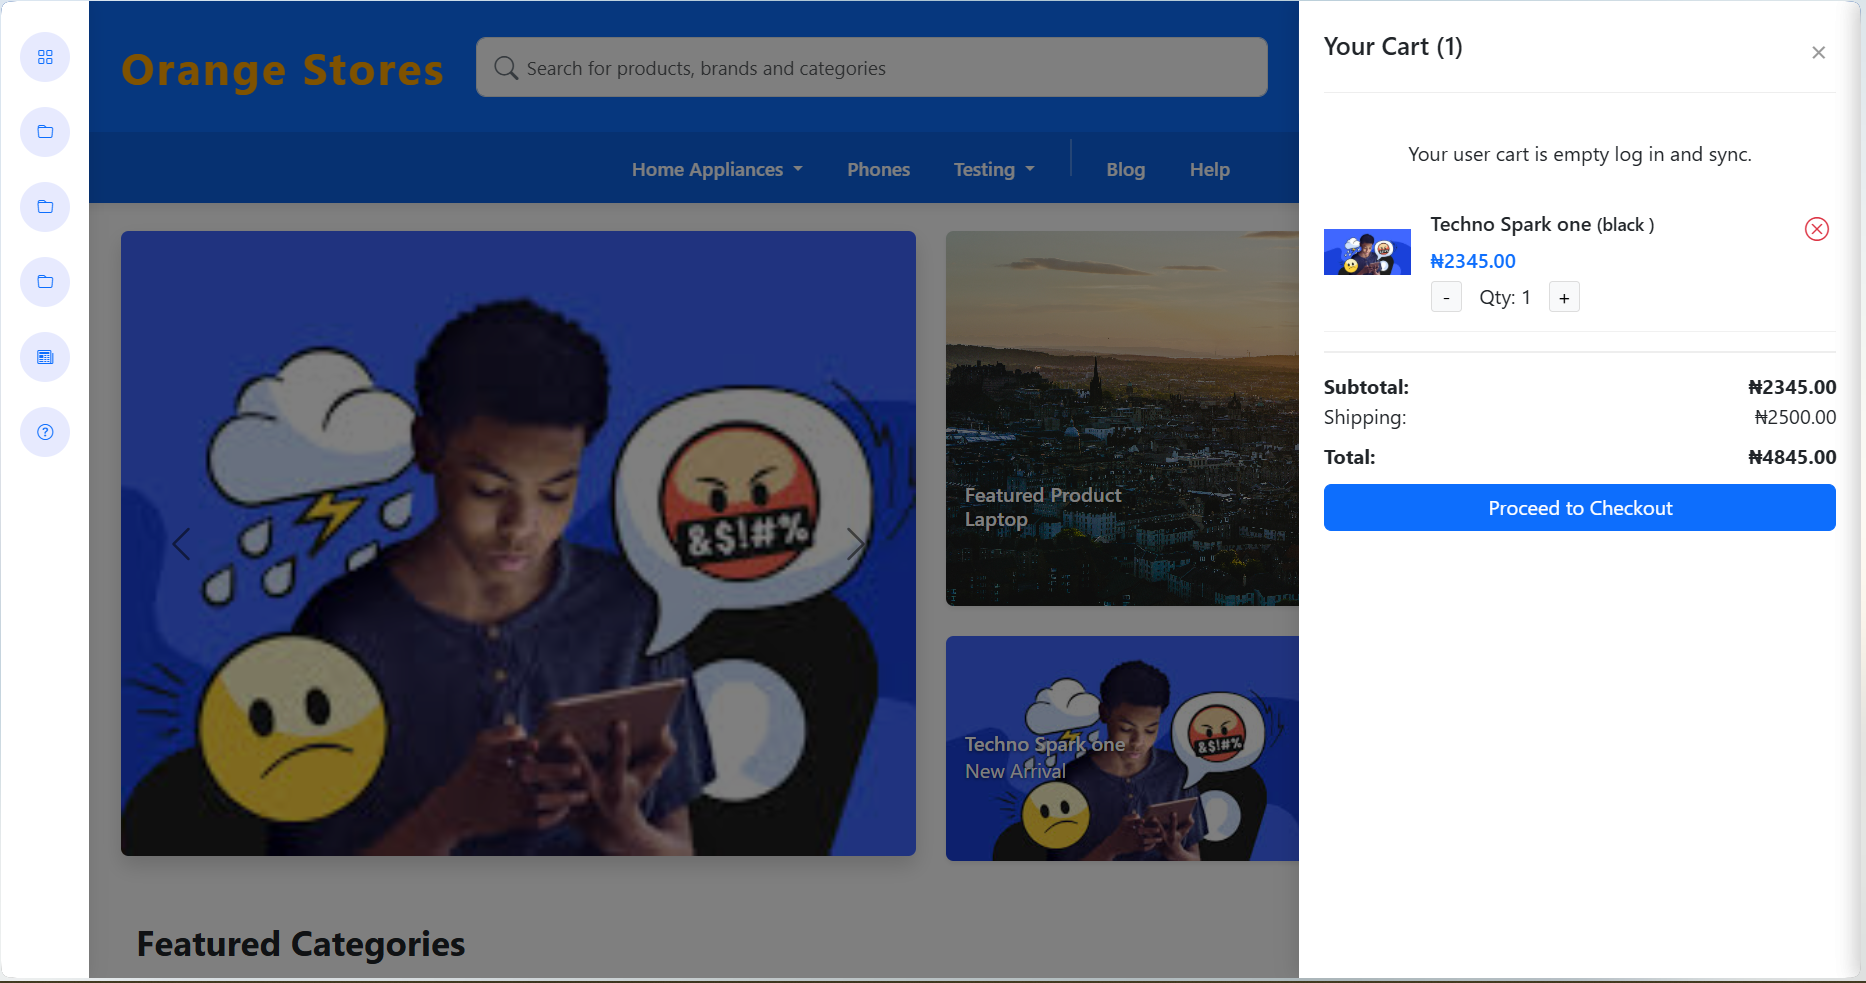 Orange Stores
Search for products, brands and categories
Home Appliances
Phones
Testing
Blog
Help
&$!#%
Featured Product
Laptop
&$!#%
Techno Spark one
New Arrival
Featured Categories
Your Cart (1)
×
Your user cart is empty log in and sync.
Techno Spark one (black )
₦2345.00
- Qty: 1 +
Subtotal: ₦2345.00
Shipping: ₦2500.00
Total: ₦4845.00
Proceed to Checkout